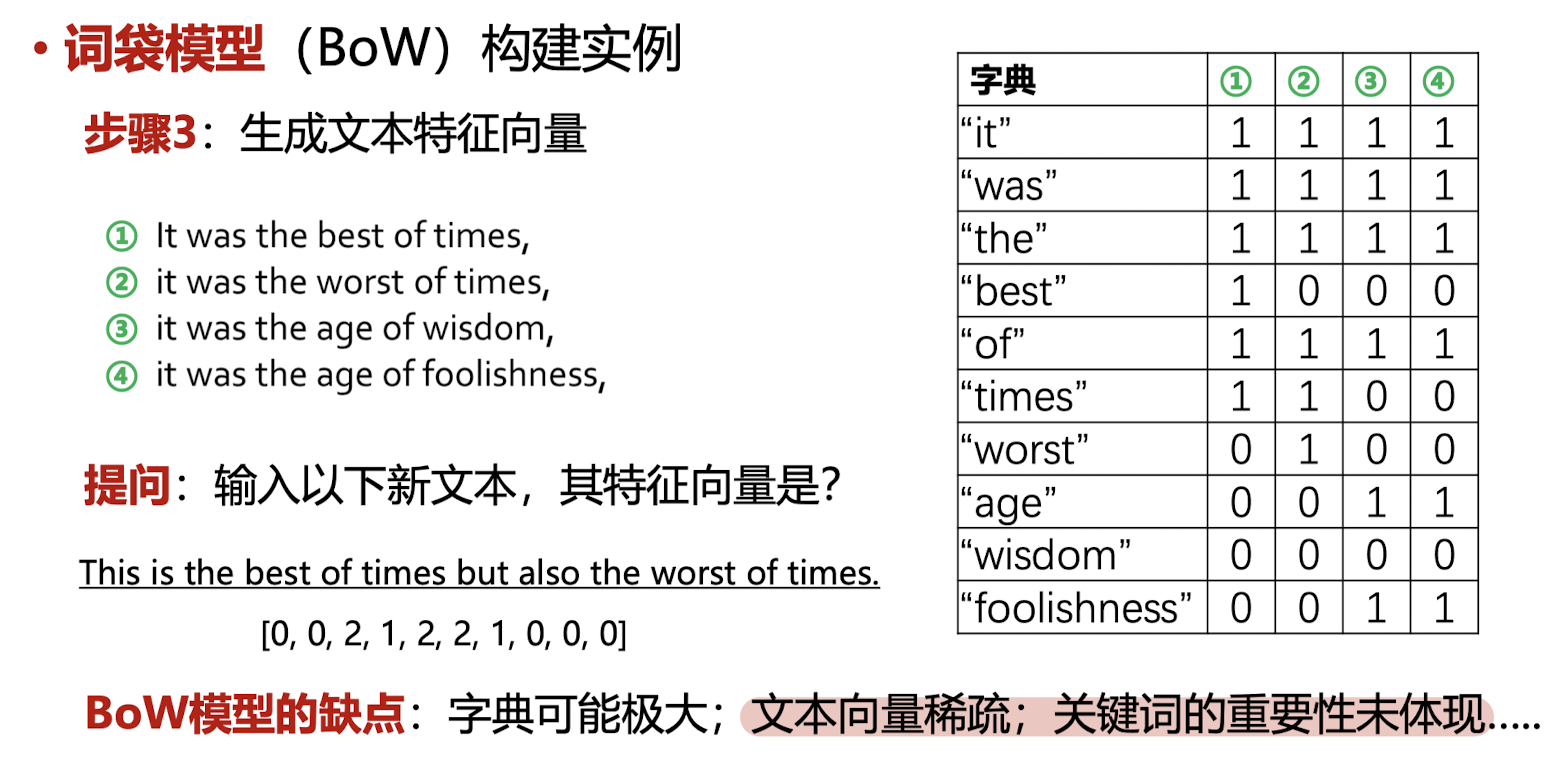 • 词袋模型（BoW）构建实例
步骤3：生成文本特征向量
① It was the best of times,
② it was the worst of times,
③ it was the age of wisdom,
④ it was the age of foolishness,
提问：输入以下新文本，其特征向量是？
This is the best of times but also the worst of times.
[0, 0, 2, 1, 2, 2, 1, 0, 0, 0]
字典 ① ② ③ ④
“it” 1 1 1 1
“was” 1 1 1 1
“the” 1 1 1 1
“best” 1 0 0 0
“of” 1 1 1 1
“times” 1 1 0 0
“worst” 0 1 0 0
“age” 0 0 1 1
“wisdom” 0 0 0 0
“foolishness” 0 0 1 1
BoW模型的缺点：字典可能极大；文本向量稀疏；关键词的重要性未体现.....